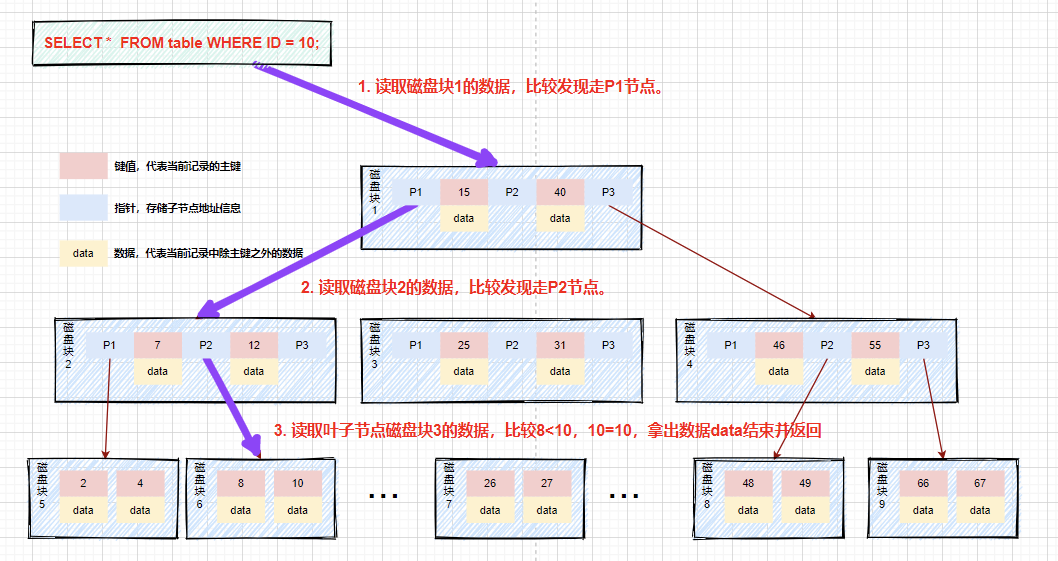 SELECT * FROM table WHERE ID = 10;
1. 读取磁盘块1的数据，比较发现走P1节点。
键值，代表当前记录的主键
指针，存储子节点地址信息
data 数据，代表当前记录中除主键之外的数据
磁盘块1
P1 15 P2 40 P3
data data
2. 读取磁盘块2的数据，比较发现走P2节点。
磁盘块2
P1 7 P2 12 P3
data data
磁盘块3
P1 25 P2 31 P3
data data
磁盘块4
P1 46 P2 55 P3
data data
3. 读取叶子节点磁盘块3的数据，比较8<10，10=10，拿出数据data结束并返回
磁盘块5
2 4
data data
磁盘块6
8 10
data data
...
磁盘块7
26 27
data data
...
磁盘块8
48 49
data data
磁盘块9
66 67
data data